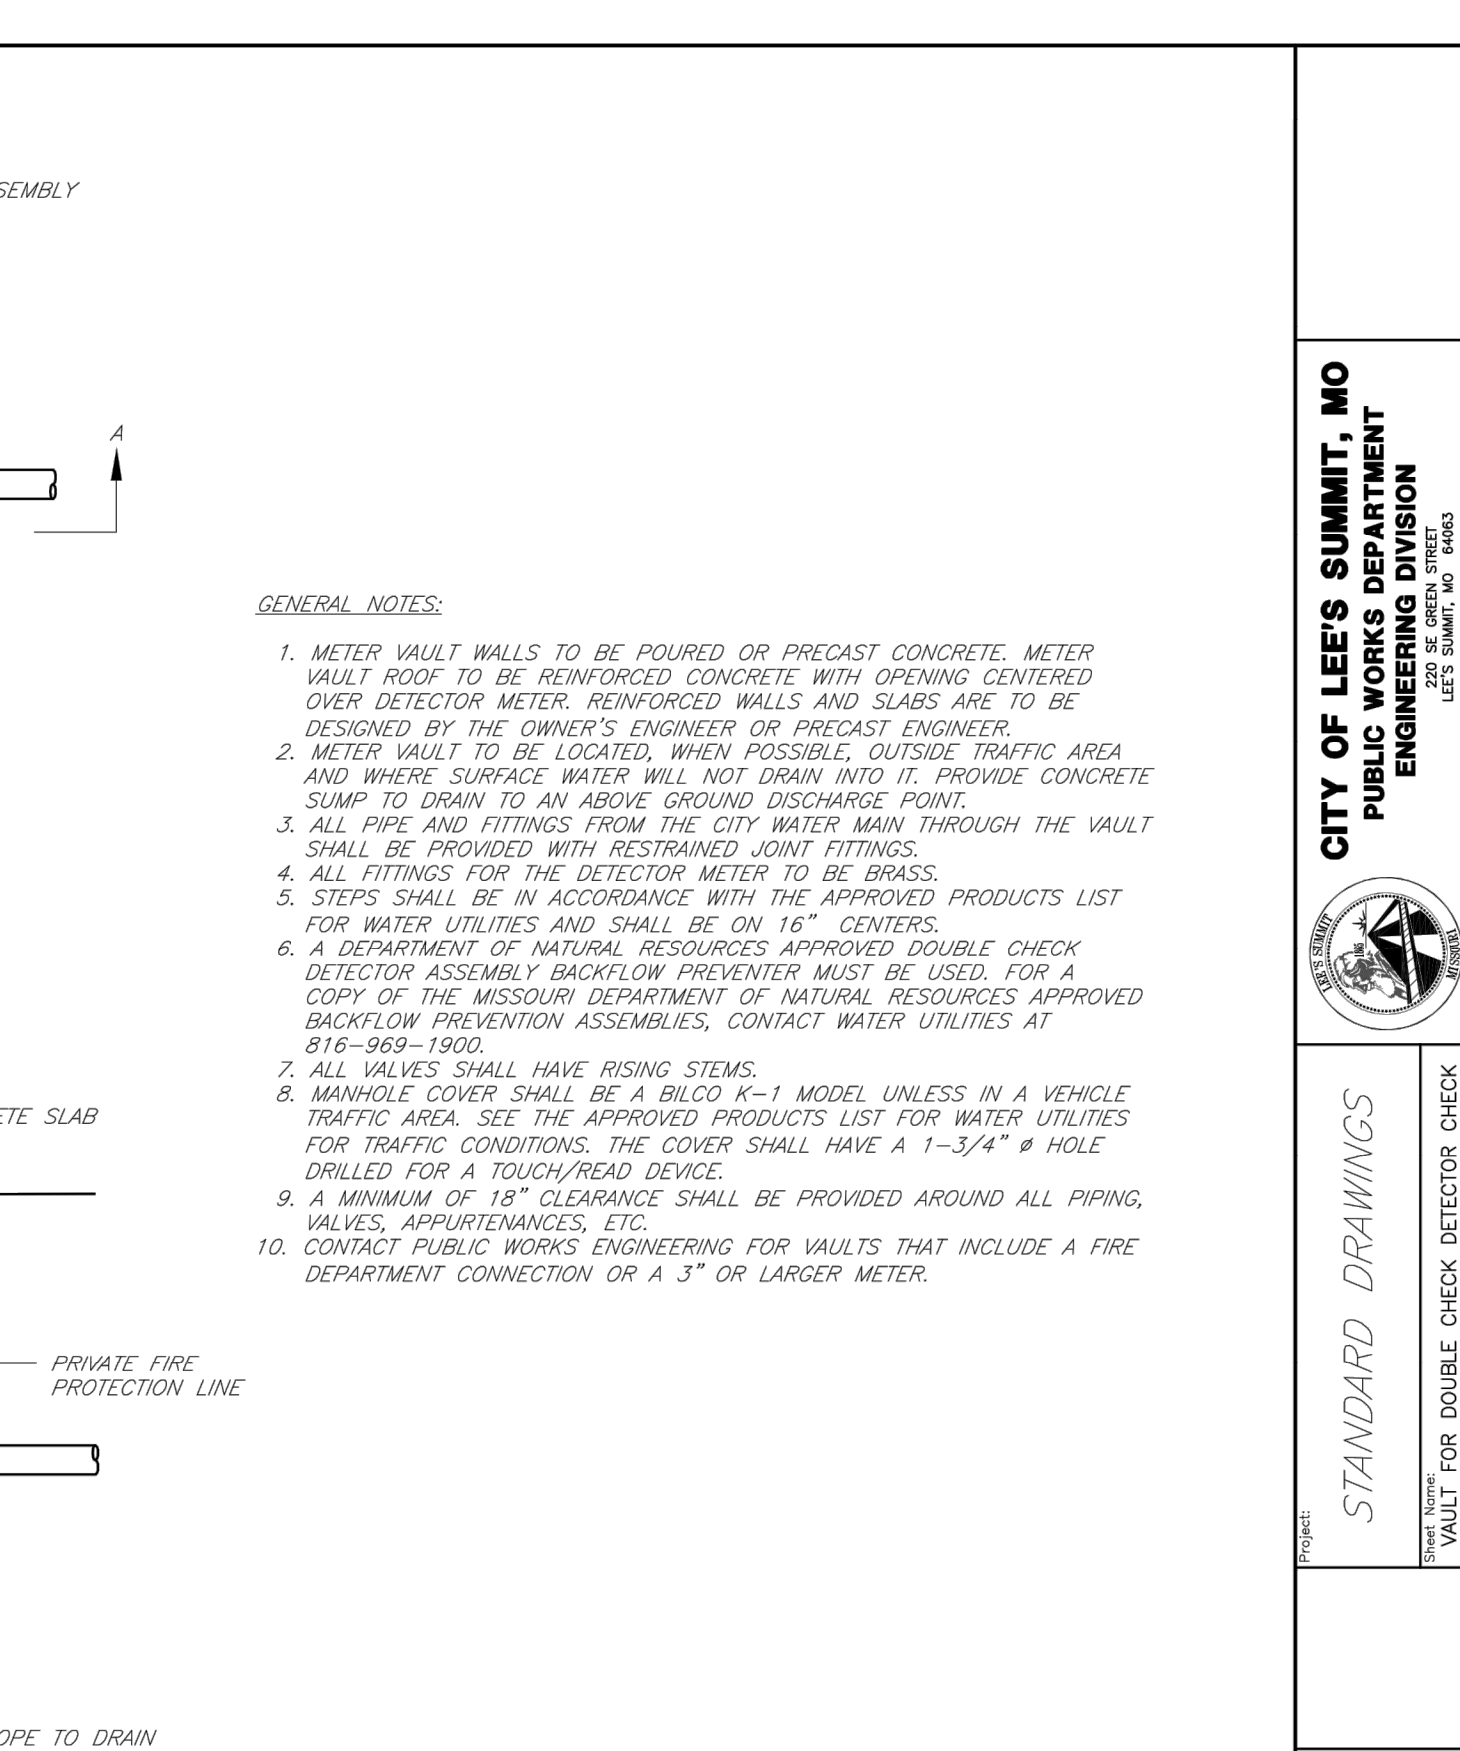 SEMBLY
A
GENERAL NOTES:
1. METER VAULT WALLS TO BE POURED OR PRECAST CONCRETE. METER
VAULT ROOF TO BE REINFORCED CONCRETE WITH OPENING CENTERED
OVER DETECTOR METER. REINFORCED WALLS AND SLABS ARE TO BE
DESIGNED BY THE OWNER'S ENGINEER OR PRECAST ENGINEER.
2. METER VAULT TO BE LOCATED, WHEN POSSIBLE, OUTSIDE TRAFFIC AREA
AND WHERE SURFACE WATER WILL NOT DRAIN INTO IT. PROVIDE CONCRETE
SUMP TO DRAIN TO AN ABOVE GROUND DISCHARGE POINT.
3. ALL PIPE AND FITTINGS FROM THE CITY WATER MAIN THROUGH THE VAULT
SHALL BE PROVIDED WITH RESTRAINED JOINT FITTINGS.
4. ALL FITTINGS FOR THE DETECTOR METER TO BE BRASS.
5. STEPS SHALL BE IN ACCORDANCE WITH THE APPROVED PRODUCTS LIST
FOR WATER UTILITIES AND SHALL BE ON 16" CENTERS.
6. A DEPARTMENT OF NATURAL RESOURCES APPROVED DOUBLE CHECK
DETECTOR ASSEMBLY BACKFLOW PREVENTER MUST BE USED. FOR A
COPY OF THE MISSOURI DEPARTMENT OF NATURAL RESOURCES APPROVED
BACKFLOW PREVENTION ASSEMBLIES, CONTACT WATER UTILITIES AT
816-969-1900.
7. ALL VALVES SHALL HAVE RISING STEMS.
8. MANHOLE COVER SHALL BE A BILCO K-1 MODEL UNLESS IN A VEHICLE
TRAFFIC AREA. SEE THE APPROVED PRODUCTS LIST FOR WATER UTILITIES
FOR TRAFFIC CONDITIONS. THE COVER SHALL HAVE A 1-3/4" ø HOLE
DRILLED FOR A TOUCH/READ DEVICE.
9. A MINIMUM OF 18" CLEARANCE SHALL BE PROVIDED AROUND ALL PIPING,
VALVES, APPURTENANCES, ETC.
10. CONTACT PUBLIC WORKS ENGINEERING FOR VAULTS THAT INCLUDE A FIRE
DEPARTMENT CONNECTION OR A 3" OR LARGER METER.
ETE SLAB
PRIVATE FIRE
PROTECTION LINE
OPE TO DRAIN
CITY OF LEE'S SUMMIT, MO
PUBLIC WORKS DEPARTMENT
ENGINEERING DIVISION
220 SE GREEN STREET
LEE'S SUMMIT, MO 64063
LEE'S SUMMIT
1865
MISSOURI
Project:
STANDARD DRAWINGS
Sheet Name:
VAULT FOR DOUBLE CHECK DETECTOR CHECK